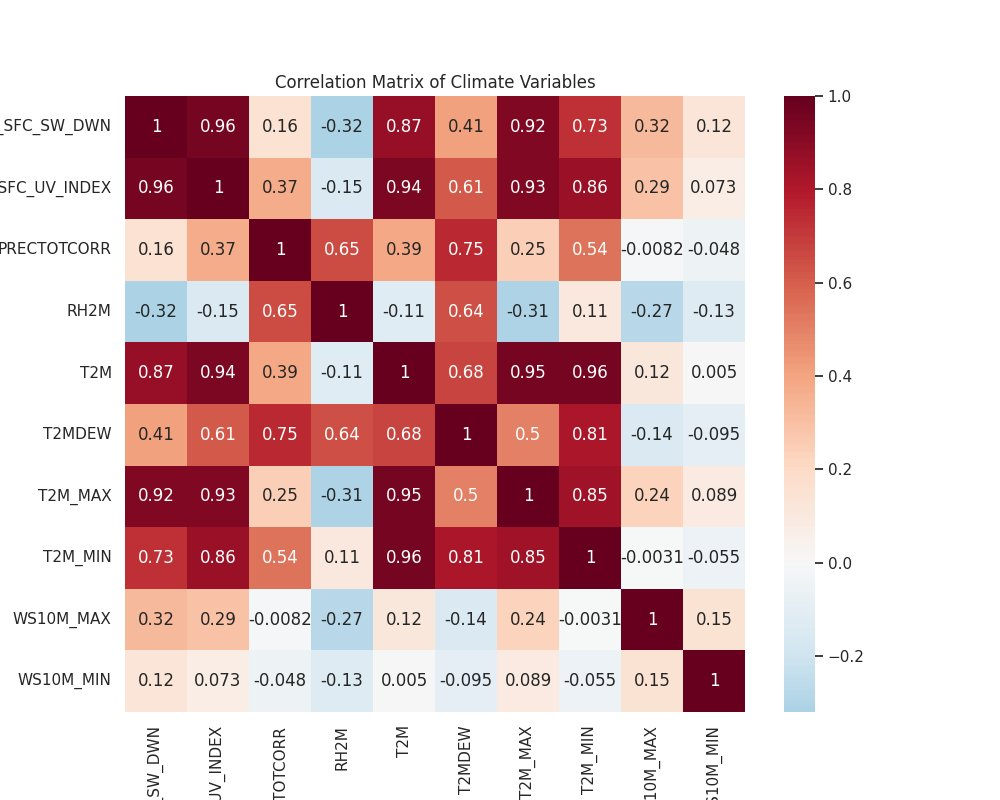 Correlation Matrix of Climate Variables
_SFC_SW_DWN 1 0.96 0.16 -0.32 0.87 0.41 0.92 0.73 0.32 0.12
SFC_UV_INDEX 0.96 1 0.37 -0.15 0.94 0.61 0.93 0.86 0.29 0.073
PRECTOTCORR 0.16 0.37 1 0.65 0.39 0.75 0.25 0.54 -0.0082 -0.048
RH2M -0.32 -0.15 0.65 1 -0.11 0.64 -0.31 0.11 -0.27 -0.13
T2M 0.87 0.94 0.39 -0.11 1 0.68 0.95 0.96 0.12 0.005
T2MDEW 0.41 0.61 0.75 0.64 0.68 1 0.5 0.81 -0.14 -0.095
T2M_MAX 0.92 0.93 0.25 -0.31 0.95 0.5 1 0.85 0.24 0.089
T2M_MIN 0.73 0.86 0.54 0.11 0.96 0.81 0.85 1 -0.0031 -0.055
WS10M_MAX 0.32 0.29 -0.0082 -0.27 0.12 -0.14 0.24 -0.0031 1 0.15
WS10M_MIN 0.12 0.073 -0.048 -0.13 0.005 -0.095 0.089 -0.055 0.15 1
_SW_DWN
UV_INDEX
TOTCORR
RH2M
T2M
T2MDEW
T2M_MAX
T2M_MIN
10M_MAX
S10M_MIN
1.0
0.8
0.6
0.4
0.2
0.0
−0.2